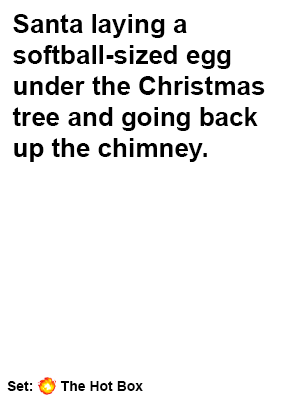 Santa laying a
softball-sized egg
under the Christmas
tree and going back
up the chimney.
Set: The Hot Box